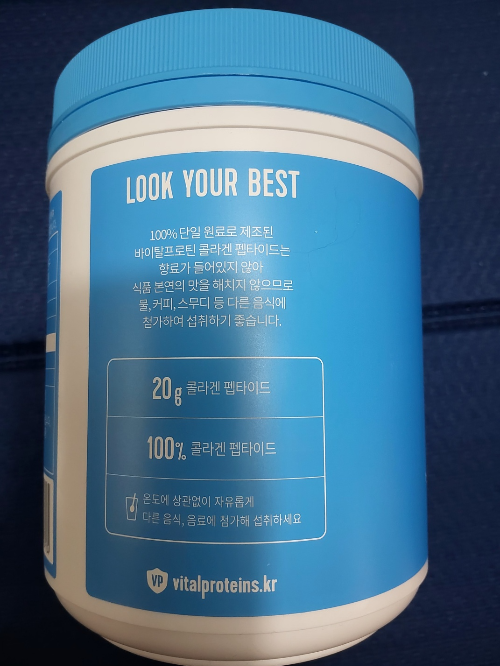 LOOK YOUR BEST
100% 단일 원료로 제조된
바이탈프로틴 콜라겐 펩타이드는
향료가 들어있지 않아
식품 본연의 맛을 해치지 않으므로
물, 커피, 스무디 등 다른 음식에
첨가하여 섭취하기 좋습니다.
20g 콜라겐 펩타이드
100% 콜라겐 펩타이드
온도에 상관없이 자유롭게
다른 음식, 음료에 첨가해 섭취하세요
VP vitalproteins.kr